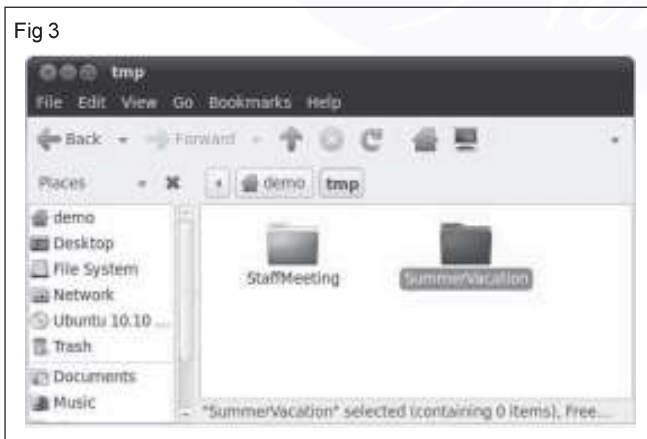 Fig 3
tmp
File Edit View Go Bookmarks Help
Back Forward
Places demo tmp
demo
Desktop
File System
Network
Ubuntu 10.10 ...
Trash
Documents
Music
StaffMeeting SummerVacation
"SummerVacation" selected (containing 0 items), Free...